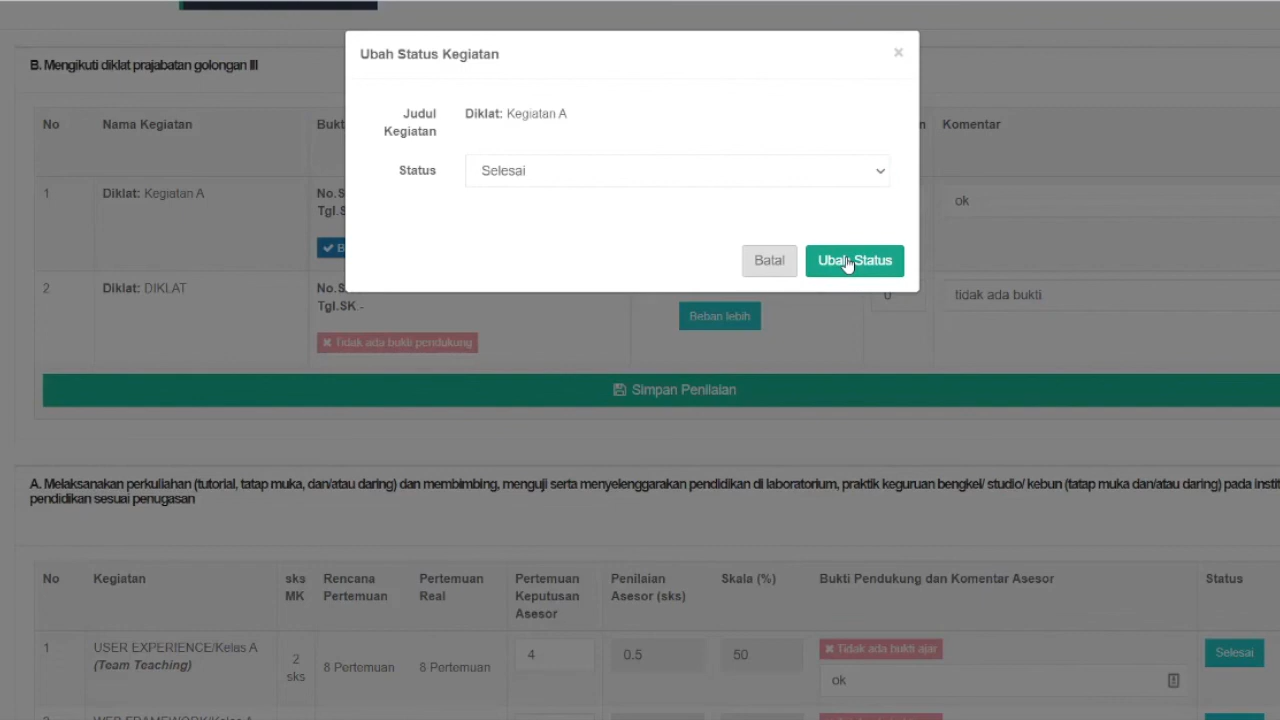 Ubah Status Kegiatan
×
Judul Kegiatan
Diklat: Kegiatan A
Status
Selesai
Batal
Ubah Status
B. Mengikuti diklat prajabatan golongan III
No
Nama Kegiatan
Komentar
1
Diklat: Kegiatan A
ok
2
Diklat: DIKLAT
Tgl.SK -
Tidak ada bukti pendukung
Beban lebih
0
tidak ada bukti
Simpan Penilaian
A. Melaksanakan perkuliahan (tutorial, tatap muka, dan/atau daring) dan membimbing, menguji serta menyelenggarakan pendidikan di laboratorium, praktik keguruan bengkel/ studio/ kebun (tatap muka dan/atau daring) pada
pendidikan sesuai penugasan
No
Kegiatan
sks MK
Rencana Pertemuan
Pertemuan Real
Pertemuan Keputusan Asesor
Penilaian Asesor (sks)
Skala (%)
Bukti Pendukung dan Komentar Asesor
Status
1
USER EXPERIENCE/Kelas A
(Team Teaching)
2 sks
8 Pertemuan
8 Pertemuan
4
0.5
50
Tidak ada bukti ajar
ok
Selesai